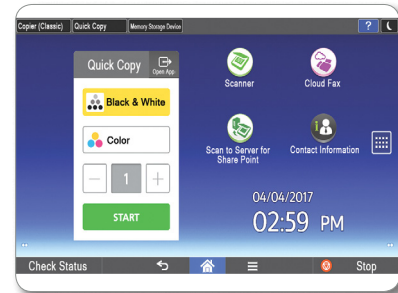 Copier (Classic)
Quick Copy
Memory Storage Device
?
Quick Copy
Open App
Black & White
Color
1
START
Scanner
Cloud Fax
Scan to Server for
Share Point
Contact Information
04/04/2017
02:59 PM
Check Status
Stop